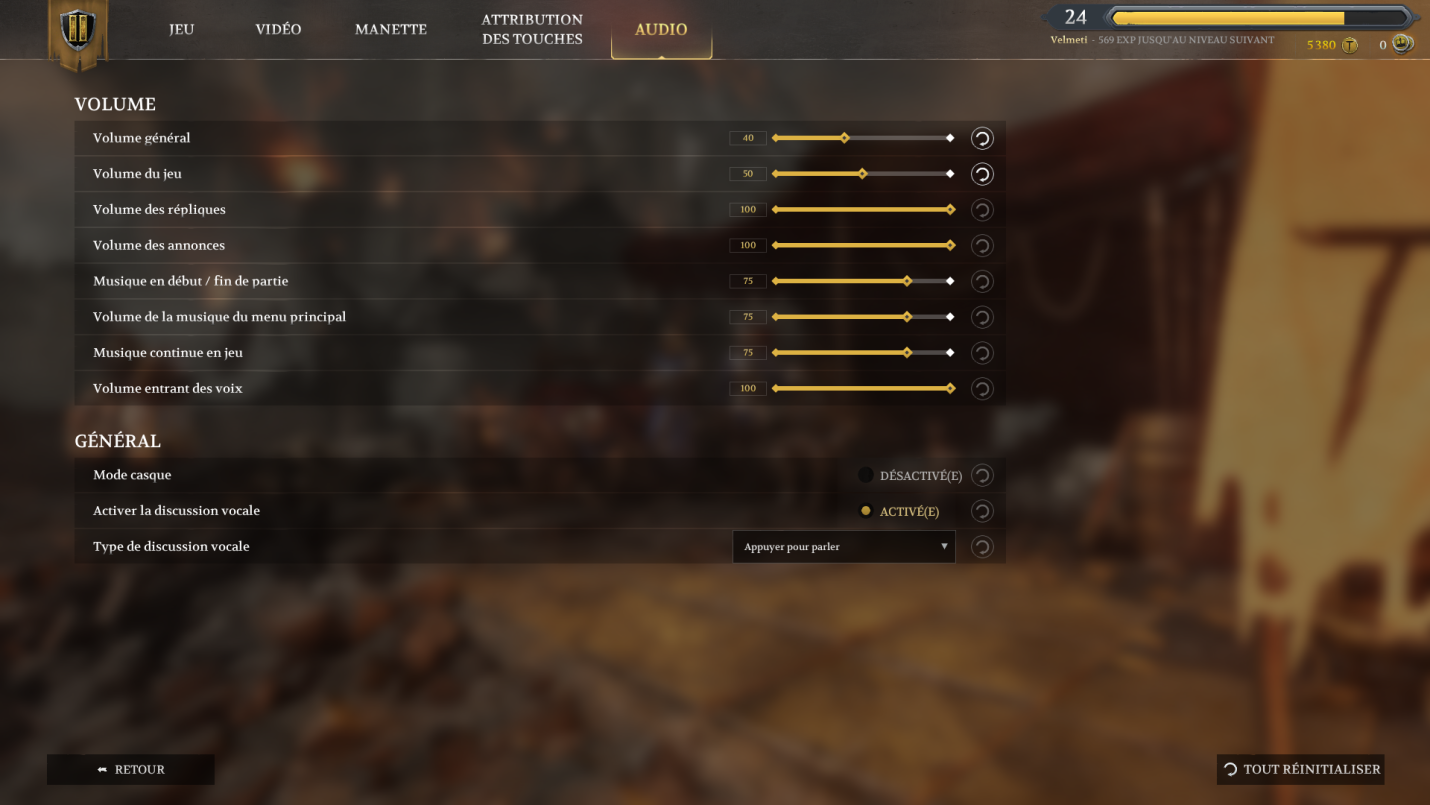 JEU
VIDÉO
MANETTE
ATTRIBUTION
DES TOUCHES
AUDIO
24
Velmeti - 569 EXP JUSQU'AU NIVEAU SUIVANT
5 380
0
VOLUME
Volume général 40
Volume du jeu 50
Volume des répliques 100
Volume des annonces 100
Musique en début / fin de partie 75
Volume de la musique du menu principal 75
Musique continue en jeu 75
Volume entrant des voix 100
GÉNÉRAL
Mode casque DÉSACTIVÉ(E)
Activer la discussion vocale ACTIVÉ(E)
Type de discussion vocale Appuyer pour parler
RETOUR
TOUT RÉINITIALISER